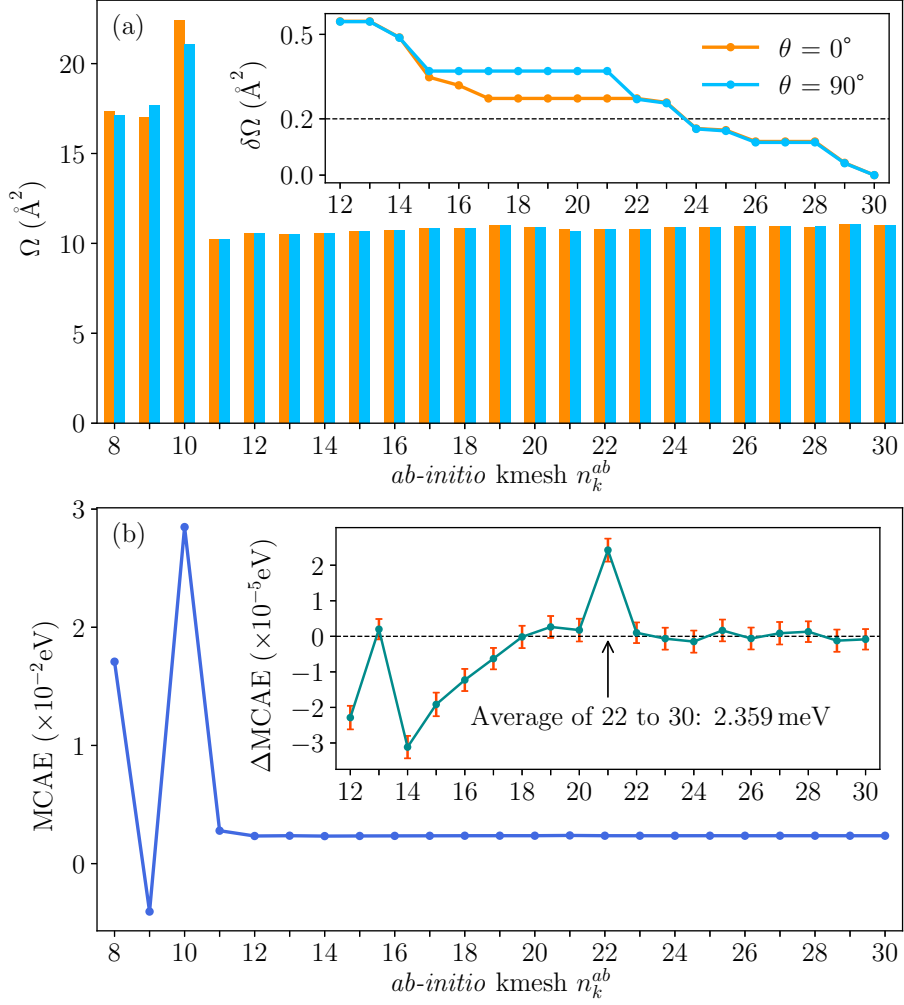 (a)
Ω (Å²)
20
15
10
5
0
8 10 12 14 16 18 20 22 24 26 28 30
ab-initio kmesh n_k^{ab}
δΩ (Å²)
0.5
0.2
0.0
12 14 16 18 20 22 24 26 28 30
θ = 0°
θ = 90°
(b)
MCAE (×10⁻²eV)
3
2
1
0
8 10 12 14 16 18 20 22 24 26 28 30
ab-initio kmesh n_k^{ab}
ΔMCAE (×10⁻⁵eV)
2
1
0
−1
−2
−3
12 14 16 18 20 22 24 26 28 30
Average of 22 to 30: 2.359 meV